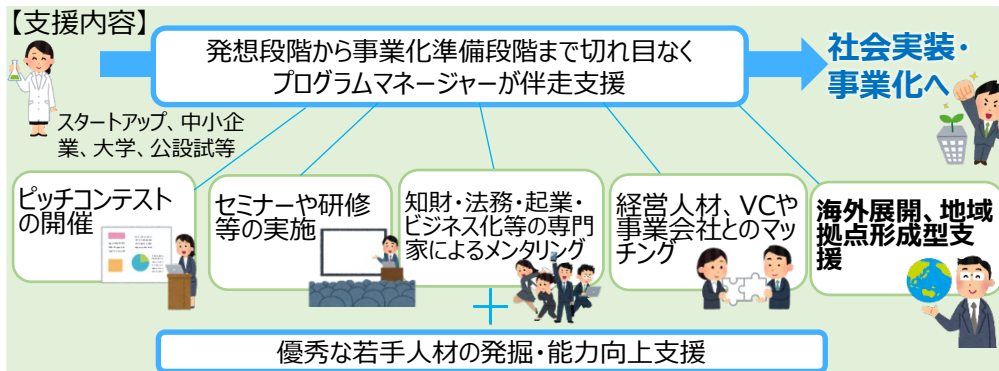 【支援内容】
発想段階から事業化準備段階まで切れ目なく
プログラムマネージャーが伴走支援
社会実装・
事業化へ
スタートアップ、中小企
業、大学、公設試等
ピッチコンテスト
の開催
セミナーや研修
等の実施
知財・法務・起業・
ビジネス化等の専門
家によるメンタリング
経営人材、VCや
事業会社とのマッ
チング
海外展開、地域
拠点形成型支
援
＋
優秀な若手人材の発掘・能力向上支援